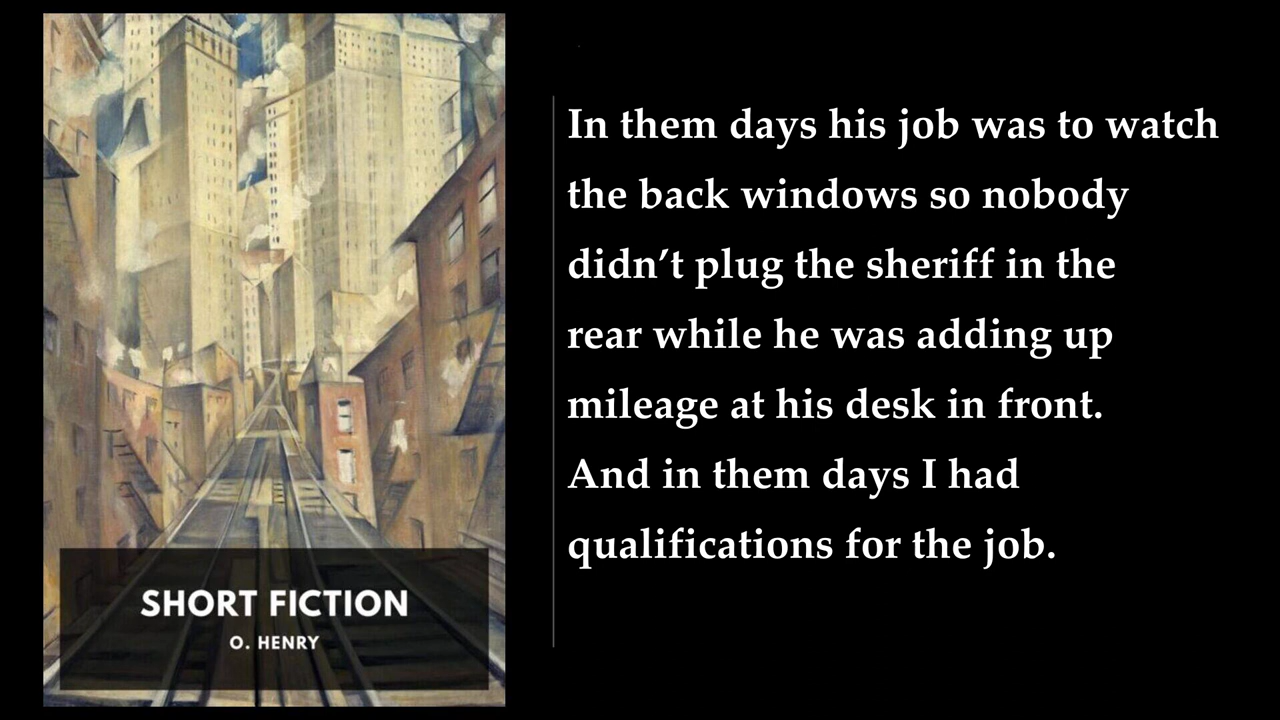 SHORT FICTION
O. HENRY
In them days his job was to watch
the back windows so nobody
didn’t plug the sheriff in the
rear while he was adding up
mileage at his desk in front.
And in them days I had
qualifications for the job.